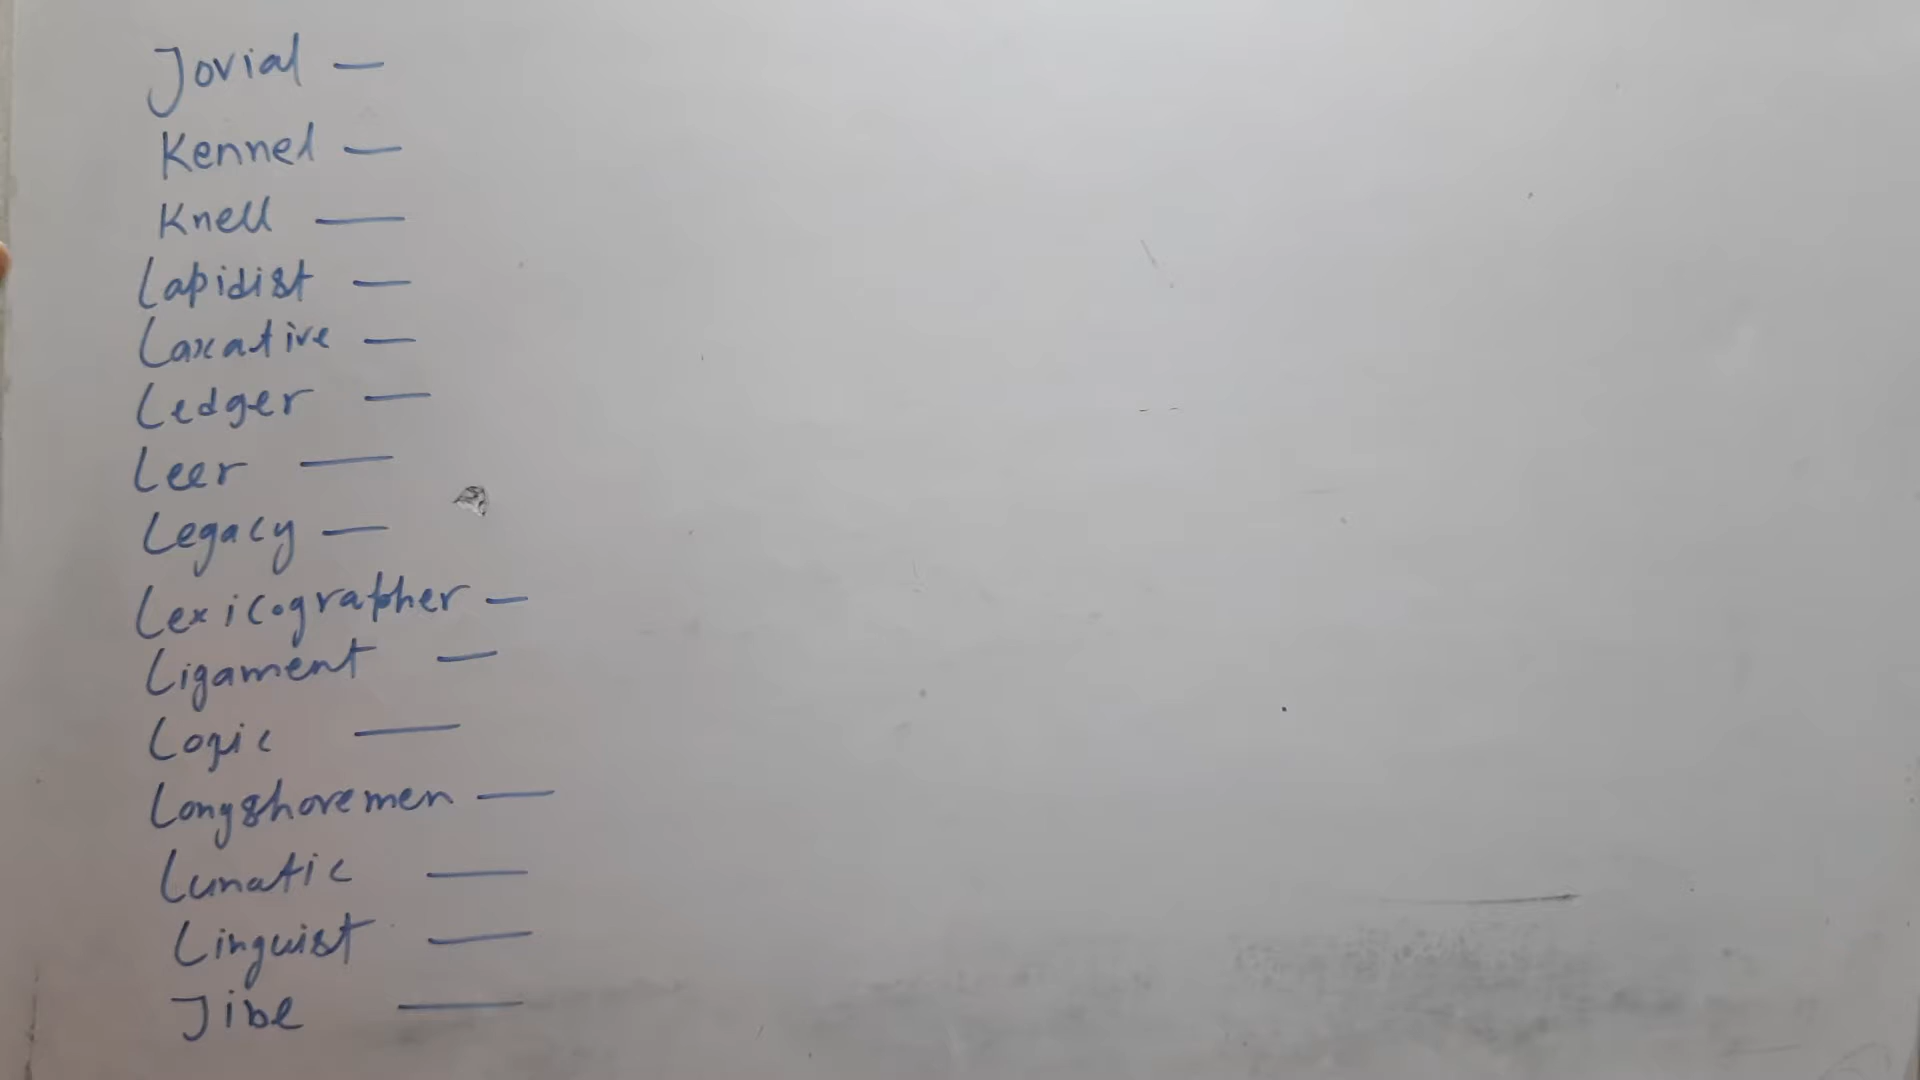 Jovial —
Kennel —
Knell —
Lapidist —
Laxative —
Ledger —
Leer —
Legacy —
Lexicographer —
Ligament —
Logic —
Longshoremen —
Lunatic —
Linguist —
Jibe —